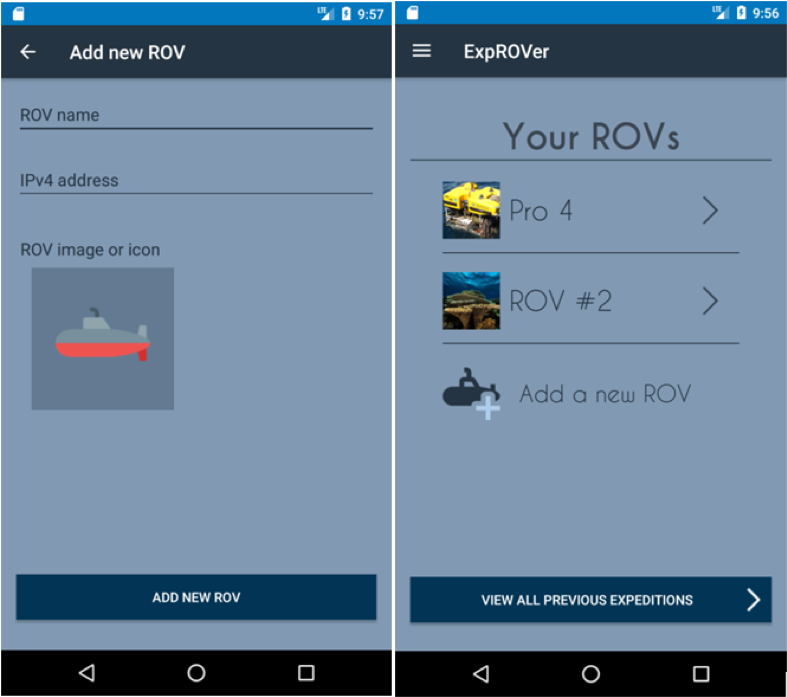 LTE 9:57
Add new ROV
ROV name
IPv4 address
ROV image or icon
ADD NEW ROV
LTE 9:56
ExpROVer
Your ROVs
Pro 4
ROV #2
Add a new ROV
VIEW ALL PREVIOUS EXPEDITIONS